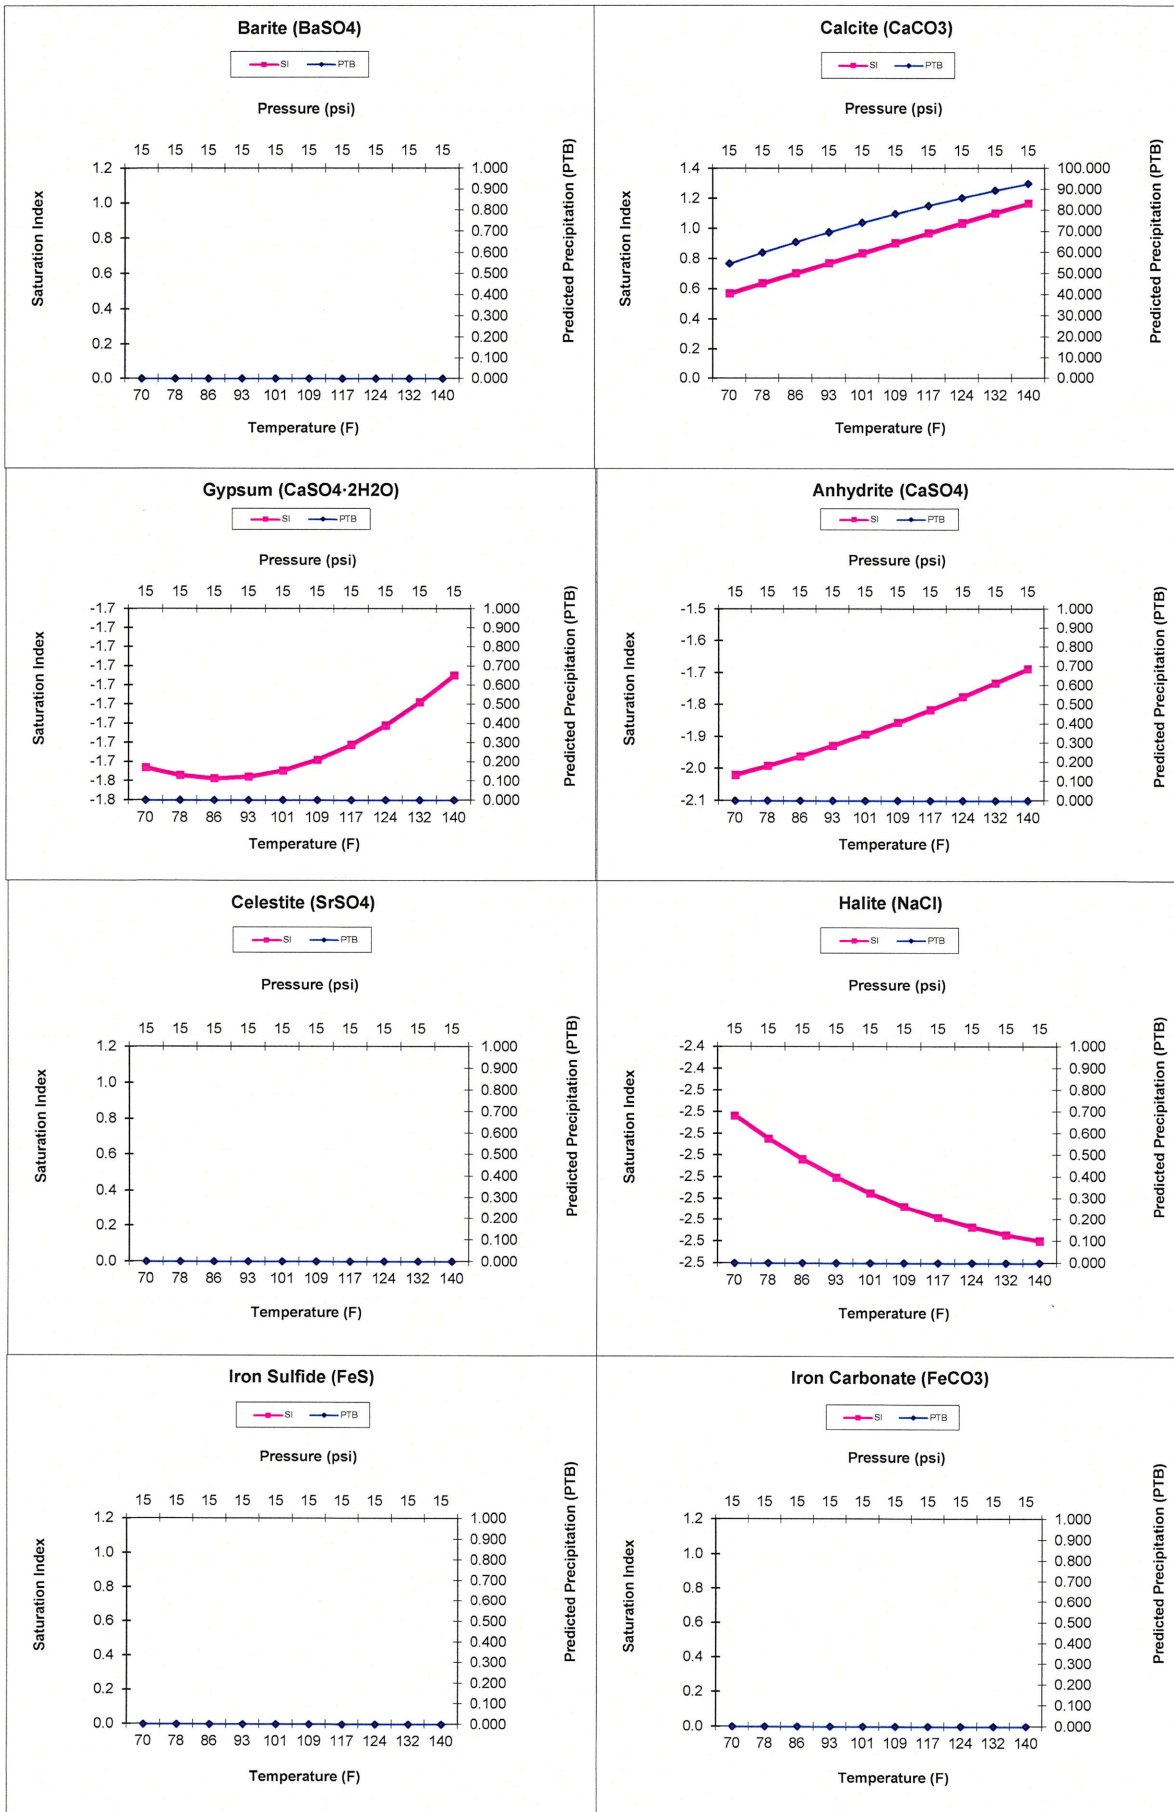 Barite (BaSO4)
SI PTB
Pressure (psi)
15 15 15 15 15 15 15 15 15 15
Saturation Index
1.2
1.0
0.8
0.6
0.4
0.2
0.0
1.000
0.900
0.800
0.700
0.600
0.500
0.400
0.300
0.200
0.100
0.000
Predicted Precipitation (PTB)
70 78 86 93 101 109 117 124 132 140
Temperature (F)
Calcite (CaCO3)
SI PTB
Pressure (psi)
15 15 15 15 15 15 15 15 15 15
Saturation Index
1.4
1.2
1.0
0.8
0.6
0.4
0.2
0.0
100.000
90.000
80.000
70.000
60.000
50.000
40.000
30.000
20.000
10.000
0.000
Predicted Precipitation (PTB)
70 78 86 93 101 109 117 124 132 140
Temperature (F)
Gypsum (CaSO4·2H2O)
SI PTB
Pressure (psi)
15 15 15 15 15 15 15 15 15 15
Saturation Index
-1.7
-1.7
-1.7
-1.7
-1.7
-1.7
-1.7
-1.7
-1.7
-1.8
-1.8
1.000
0.900
0.800
0.700
0.600
0.500
0.400
0.300
0.200
0.100
0.000
Predicted Precipitation (PTB)
70 78 86 93 101 109 117 124 132 140
Temperature (F)
Anhydrite (CaSO4)
SI PTB
Pressure (psi)
15 15 15 15 15 15 15 15 15 15
Saturation Index
-1.5
-1.6
-1.7
-1.8
-1.9
-2.0
-2.1
1.000
0.900
0.800
0.700
0.600
0.500
0.400
0.300
0.200
0.100
0.000
Predicted Precipitation (PTB)
70 78 86 93 101 109 117 124 132 140
Temperature (F)
Celestite (SrSO4)
SI PTB
Pressure (psi)
15 15 15 15 15 15 15 15 15 15
Saturation Index
1.2
1.0
0.8
0.6
0.4
0.2
0.0
1.000
0.900
0.800
0.700
0.600
0.500
0.400
0.300
0.200
0.100
0.000
Predicted Precipitation (PTB)
70 78 86 93 101 109 117 124 132 140
Temperature (F)
Halite (NaCl)
SI PTB
Pressure (psi)
15 15 15 15 15 15 15 15 15 15
Saturation Index
-2.4
-2.4
-2.5
-2.5
-2.5
-2.5
-2.5
-2.5
-2.5
-2.5
-2.5
1.000
0.900
0.800
0.700
0.600
0.500
0.400
0.300
0.200
0.100
0.000
Predicted Precipitation (PTB)
70 78 86 93 101 109 117 124 132 140
Temperature (F)
Iron Sulfide (FeS)
SI PTB
Pressure (psi)
15 15 15 15 15 15 15 15 15 15
Saturation Index
1.2
1.0
0.8
0.6
0.4
0.2
0.0
1.000
0.900
0.800
0.700
0.600
0.500
0.400
0.300
0.200
0.100
0.000
Predicted Precipitation (PTB)
70 78 86 93 101 109 117 124 132 140
Temperature (F)
Iron Carbonate (FeCO3)
SI PTB
Pressure (psi)
15 15 15 15 15 15 15 15 15 15
Saturation Index
1.2
1.0
0.8
0.6
0.4
0.2
0.0
1.000
0.900
0.800
0.700
0.600
0.500
0.400
0.300
0.200
0.100
0.000
Predicted Precipitation (PTB)
70 78 86 93 101 109 117 124 132 140
Temperature (F)